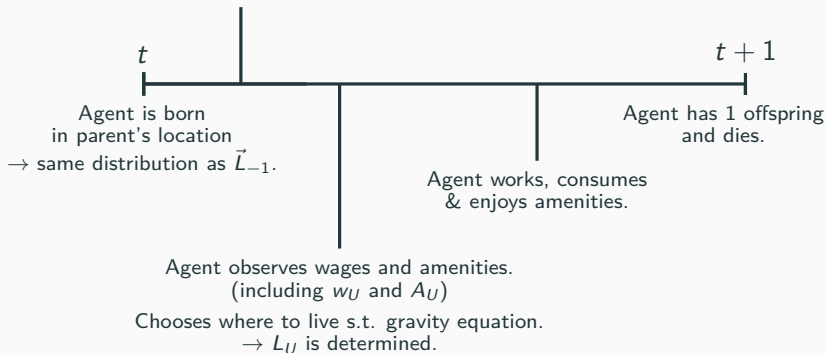 t
t + 1
Agent is born
in parent's location
→ same distribution as L⃗₋₁.
Agent has 1 offspring
and dies.
Agent works, consumes
& enjoys amenities.
Agent observes wages and amenities.
(including w_U and A_U)
Chooses where to live s.t. gravity equation.
→ L_U is determined.